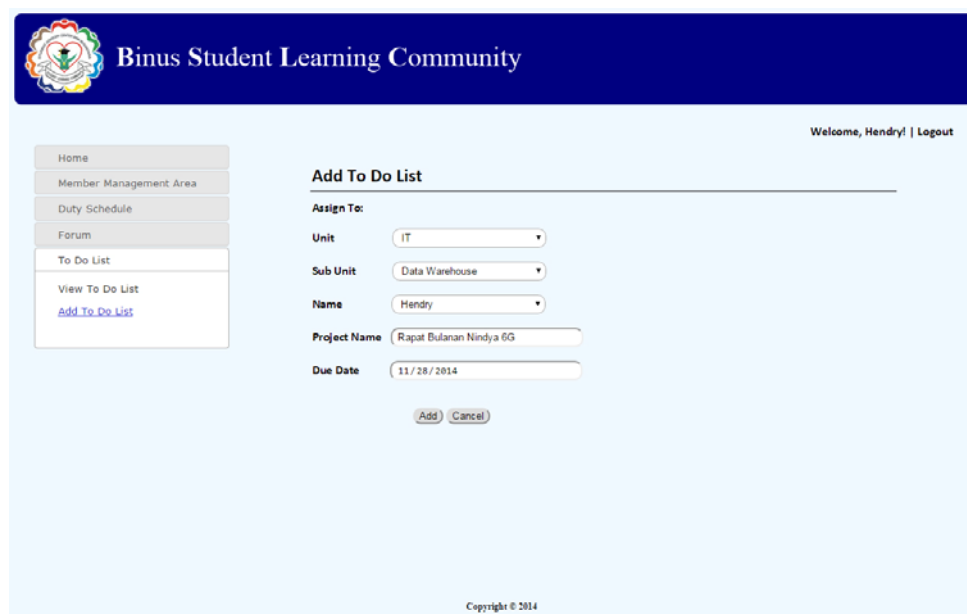 Binus Student Learning Community
Welcome, Hendry! | Logout
Home
Member Management Area
Duty Schedule
Forum
To Do List
View To Do List
Add To Do List
Add To Do List
Assign To:
Unit IT
Sub Unit Data Warehouse
Name Hendry
Project Name Rapat Bulanan Nindya 6G
Due Date 11/28/2014
Add Cancel
Copyright © 2014